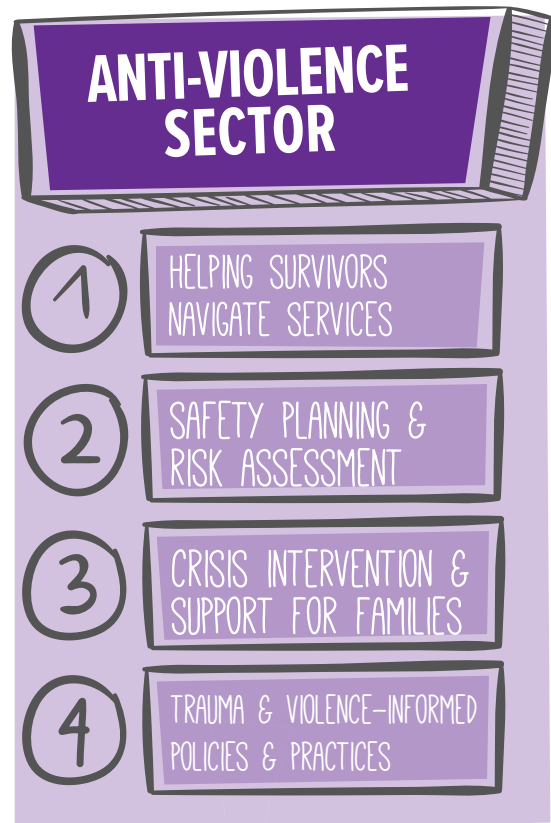 ANTI-VIOLENCE
SECTOR
1
HELPING SURVIVORS
NAVIGATE SERVICES
2
SAFETY PLANNING &
RISK ASSESSMENT
3
CRISIS INTERVENTION &
SUPPORT FOR FAMILIES
4
TRAUMA & VIOLENCE-INFORMED
POLICIES & PRACTICES